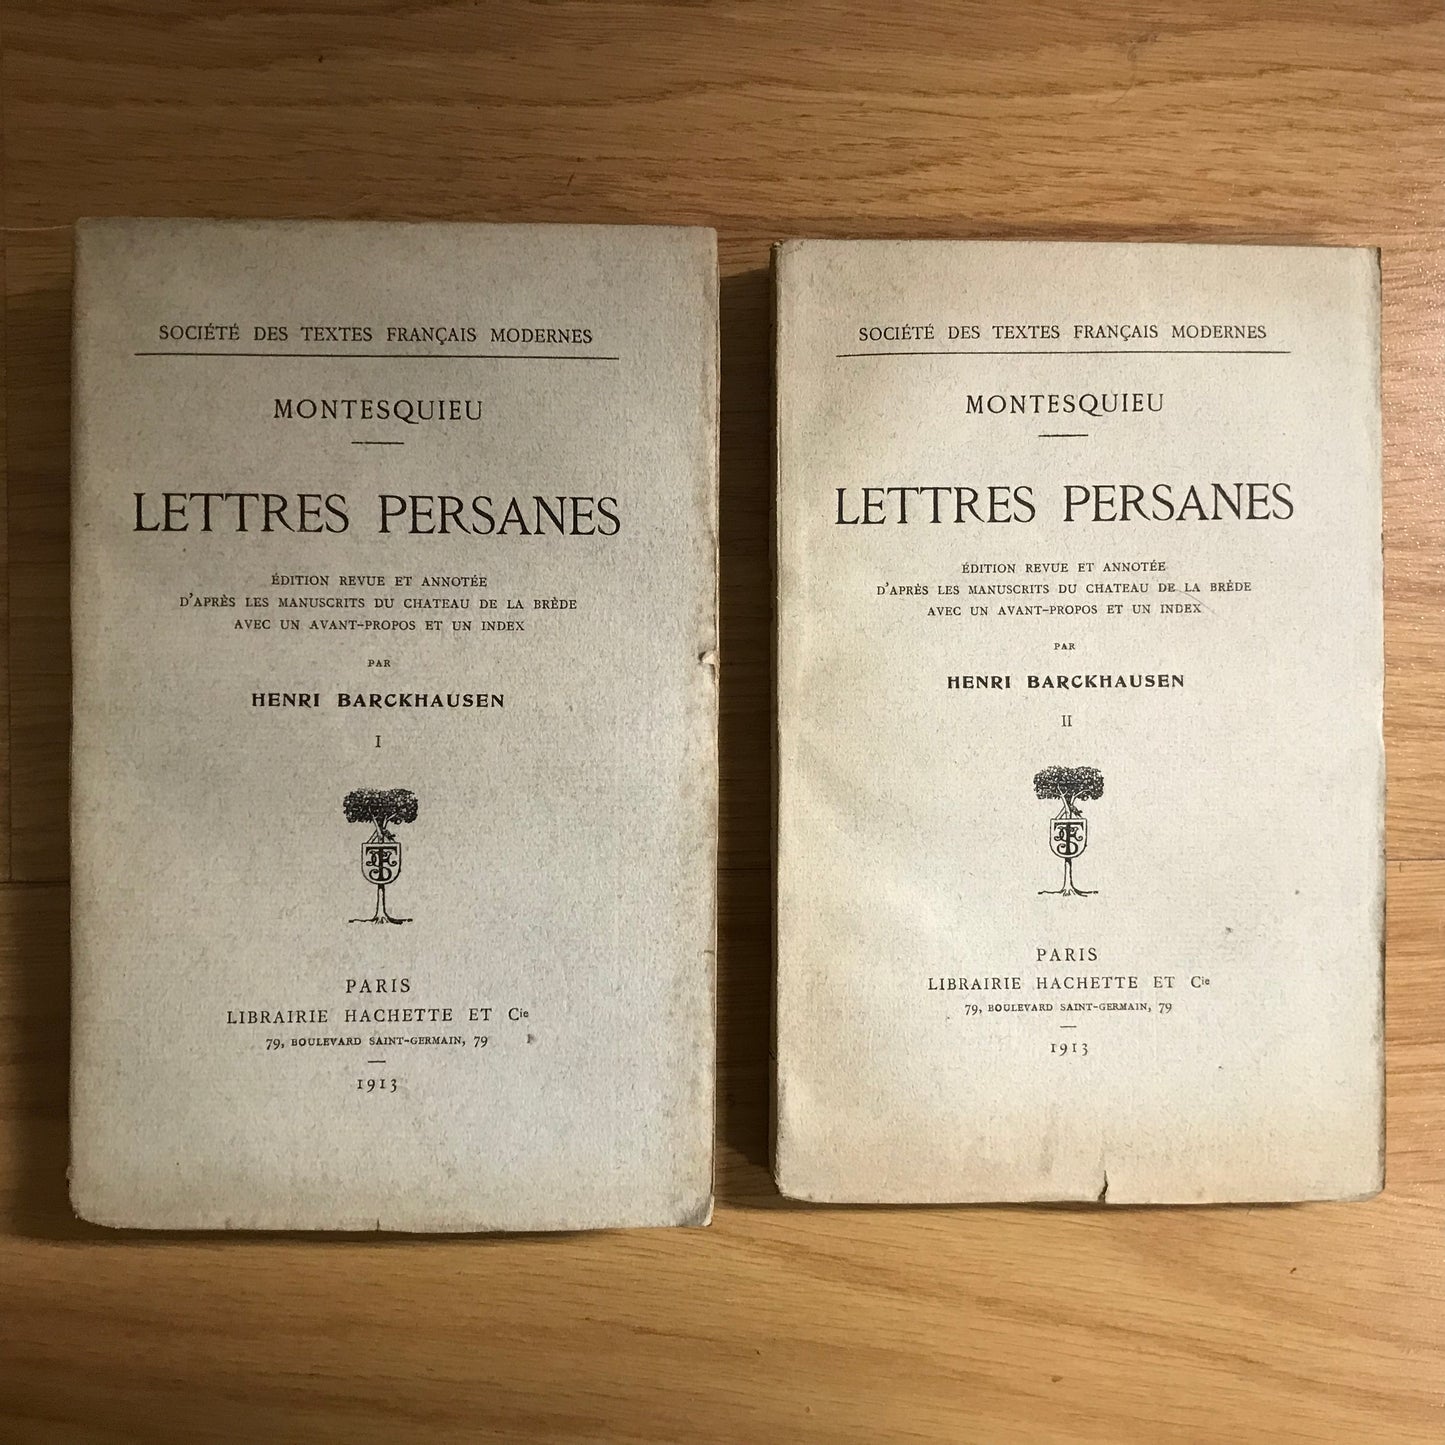 SOCIÉTÉ DES TEXTES FRANÇAIS MODERNES
MONTESQUIEU
LETTRES PERSANES
ÉDITION REVUE ET ANNOTÉE
D'APRÈS LES MANUSCRITS DU CHATEAU DE LA BRÈDE
AVEC UN AVANT-PROPOS ET UN INDEX
PAR
HENRI BARCKHAUSEN
I
PARIS
LIBRAIRIE HACHETTE ET Cie
79, BOULEVARD SAINT-GERMAIN, 79
1913
SOCIÉTÉ DES TEXTES FRANÇAIS MODERNES
MONTESQUIEU
LETTRES PERSANES
ÉDITION REVUE ET ANNOTÉE
D'APRÈS LES MANUSCRITS DU CHATEAU DE LA BRÈDE
AVEC UN AVANT-PROPOS ET UN INDEX
PAR
HENRI BARCKHAUSEN
II
PARIS
LIBRAIRIE HACHETTE ET Cie
79, BOULEVARD SAINT-GERMAIN, 79
1913